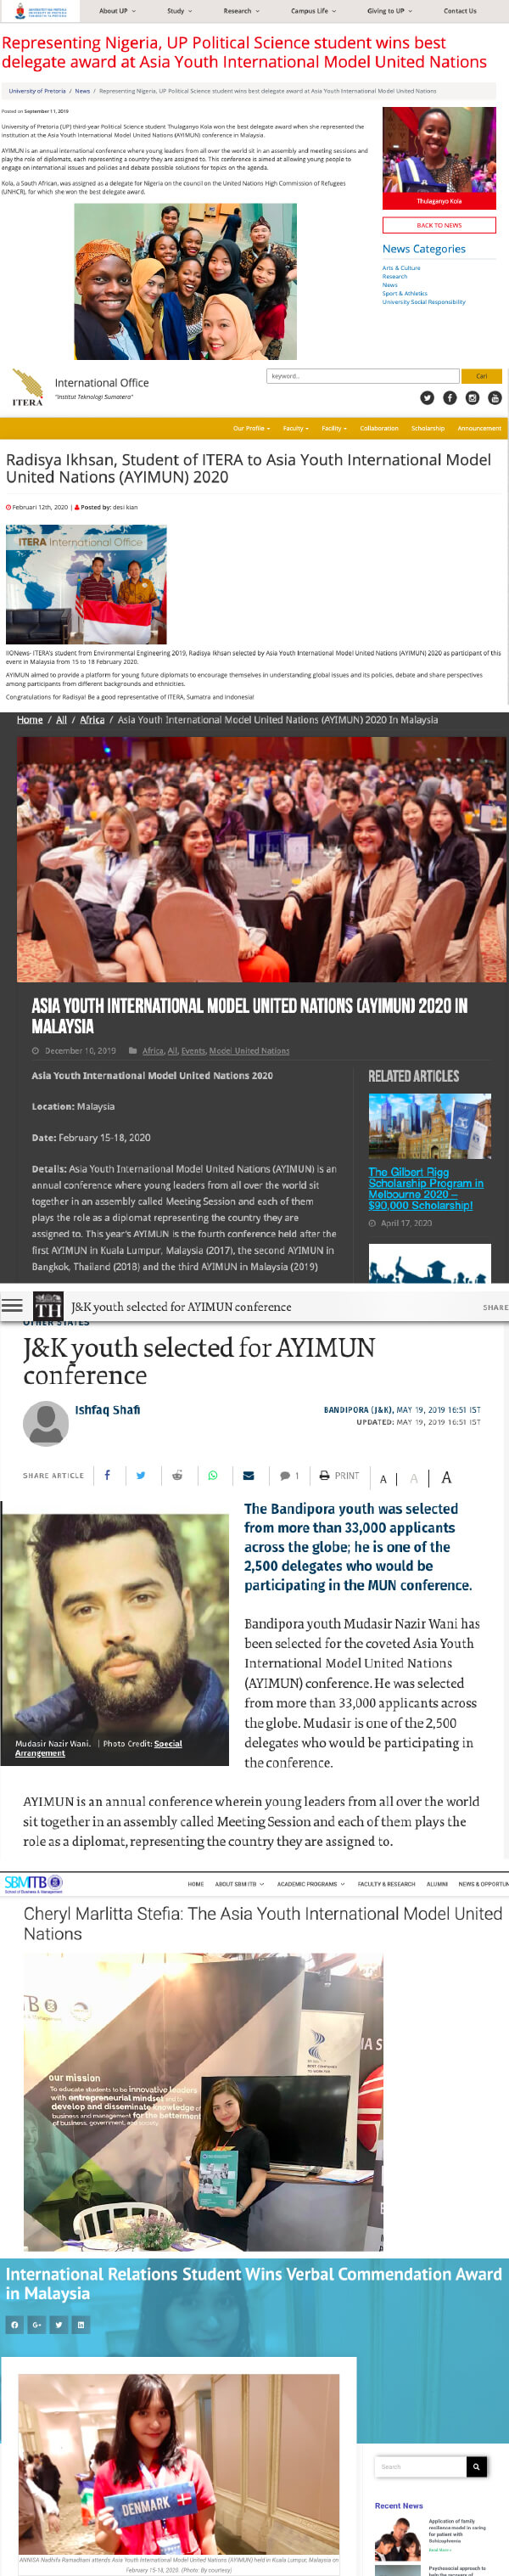 About UP
Study
Research
Campus Life
Giving to UP
Contact Us
Representing Nigeria, UP Political Science student wins best
delegate award at Asia Youth International Model United Nations
University of Pretoria / News / Representing Nigeria, UP Political Science student wins best delegate award at Asia Youth International Model United Nations
Posted on September 11, 2019
University of Pretoria (UP) third-year Political Science student Thulaganyo Kola won the best delegate award when she represented the
institution at the Asia Youth International Model United Nations (AYIMUN) conference in Malaysia.
AYIMUN is an annual international conference where young leaders from all over the world sit in an assembly and meeting sessions and
play the role of diplomats, each representing a country they are assigned to. This conference is aimed at allowing young people to
engage on international issues and policies and debate possible solutions for topics on the agenda.
Kola, a South African, was assigned as a delegate for Nigeria on the council on the United Nations High Commission of Refugees
(UNHCR), for which she won the best delegate award.
Tlhulaganyo Kola
BACK TO NEWS
News Categories
Arts & Culture
Research
News
Sport & Athletics
University Social Responsibility
ITERA
International Office
"Institut Teknologi Sumatera"
keyword...
Cari
Our Profile
Faculty
Facility
Collaboration
Scholarship
Announcement
Radisya Ikhsan, Student of ITERA to Asia Youth International Model
United Nations (AYIMUN) 2020
Februari 12th, 2020 | Posted by: desi kian
ITERA International Office
IIONews- ITERA's student from Environmental Engineering 2019, Radisya Ikhsan selected by Asia Youth International Model United Nations (AYIMUN) 2020 as participant of this
event in Malaysia from 15 to 18 February 2020.
AYIMUN aimed to provide a platform for young future diplomats to encourage themselves in understanding global issues and its policies, debate and share perspectives
among participants from different backgrounds and ethnicities.
Congratulations for Radisya! Be a good representative of ITERA, Sumatra and Indonesia!
Home / All / Africa / Asia Youth International Model United Nations (AYIMUN) 2020 In Malaysia
ASIA YOUTH INTERNATIONAL MODEL UNITED NATIONS (AYIMUN) 2020 IN
MALAYSIA
December 10, 2019
Africa, All, Events, Model United Nations
Asia Youth International Model United Nations 2020
Location: Malaysia
Date: February 15-18, 2020
Details: Asia Youth International Model United Nations (AYIMUN) is an
annual conference where young leaders from all over the world sit
together in an assembly called Meeting Session and each of them
plays the role as a diplomat representing the country they are
assigned to. This year's AYIMUN is the fourth conference held after the
first AYIMUN in Kuala Lumpur, Malaysia (2017), the second AYIMUN in
Bangkok, Thailand (2018) and the third AYIMUN in Malaysia (2019)
RELATED ARTICLES
The Gilbert Rigg
Scholarship Program in
Melbourne 2020 –
$90,000 Scholarship!
April 17, 2020
TH
J&K youth selected for AYIMUN conference
SHARE
OTHER STATES
J&K youth selected for AYIMUN
conference
Ishfaq Shafi
BANDIPORA (J&K), MAY 19, 2019 16:51 IST
UPDATED: MAY 19, 2019 16:51 IST
SHARE ARTICLE
1
PRINT
A
A
A
The Bandipora youth was selected
from more than 33,000 applicants
across the globe; he is one of the
2,500 delegates who would be
participating in the MUN conference.
Bandipora youth Mudasir Nazir Wani has
been selected for the coveted Asia Youth
International Model United Nations
(AYIMUN) conference. He was selected
from more than 33,000 applicants across
the globe. Mudasir is one of the 2,500
delegates who would be participating in
the conference.
Mudasir Nazir Wani. | Photo Credit: Special
Arrangement
AYIMUN is an annual conference wherein young leaders from all over the world
sit together in an assembly called Meeting Session and each of them plays the
role as a diplomat, representing the country they are assigned to.
SBMITB
School of Business & Management
HOME
ABOUT SBM ITB
ACADEMIC PROGRAMS
FACULTY & RESEARCH
ALUMNI
NEWS & OPPORTUN
Cheryl Marlitta Stefia: The Asia Youth International Model United
Nations
our mission
To educate students to be innovative leaders
with entrepreneurial mindset and to
develop and disseminate knowledge of
business and management for the betterment
of business, government, and society.
International Relations Student Wins Verbal Commendation Award
in Malaysia
DENMARK
ANNISA Nadhifa Ramadhani attends Asia Youth International Model United Nations (AYIMUN) held in Kuala Lumpur, Malaysia on
February 15-18, 2020. (Photo: By courtesy)
Search
Recent News
Application of family
resilience model in caring
for patient with
Schizophrenia
Read More »
Psychosocial approach to